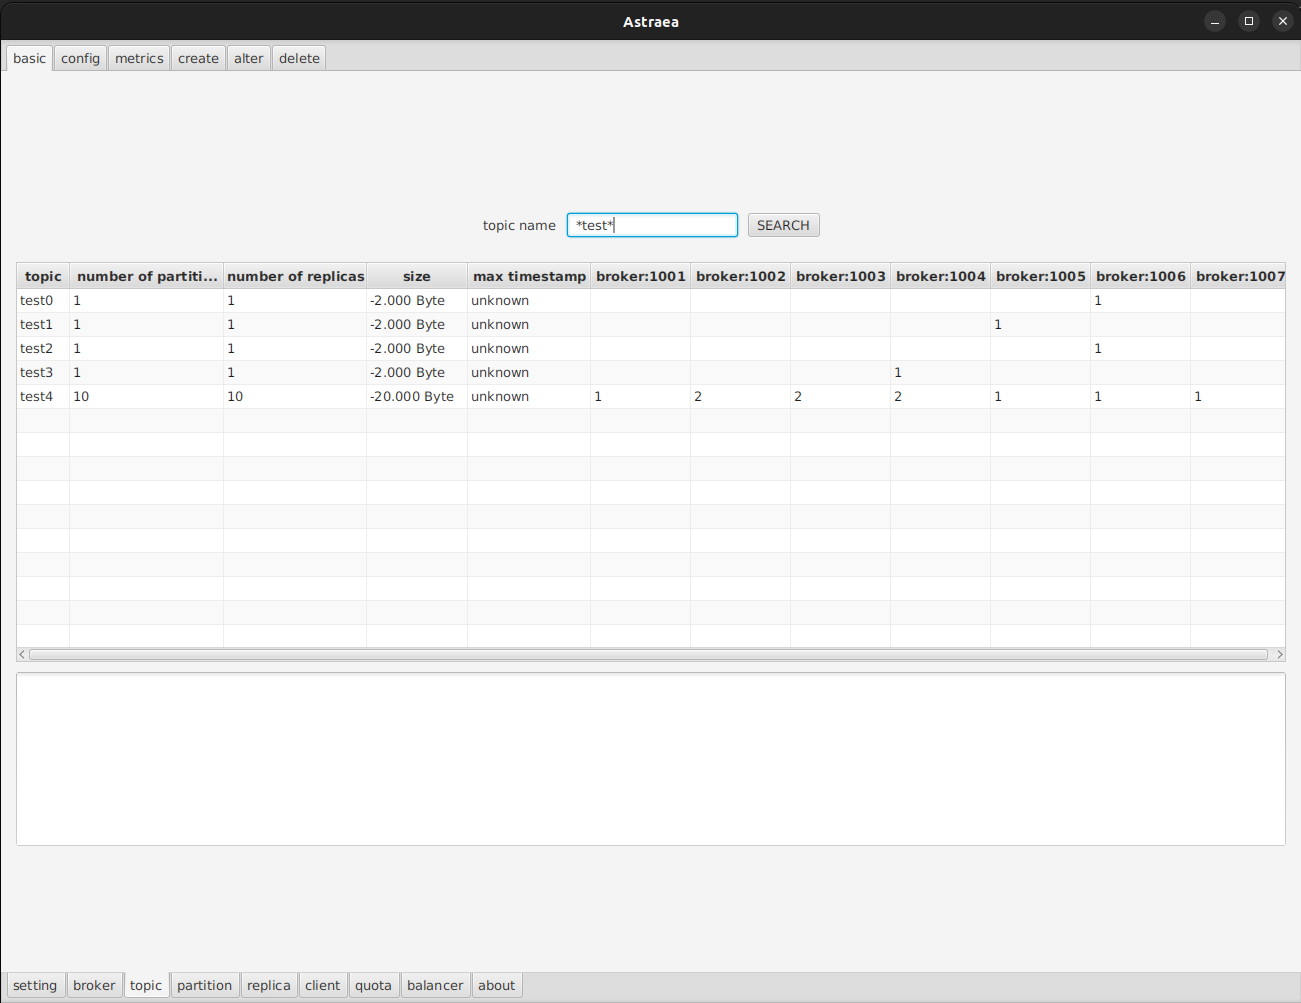 Astraea
basic config metrics create alter delete
topic name *test* SEARCH
topic number of partiti... number of replicas size max timestamp broker:1001 broker:1002 broker:1003 broker:1004 broker:1005 broker:1006 broker:1007
test0 1 1 -2.000 Byte unknown 1
test1 1 1 -2.000 Byte unknown 1
test2 1 1 -2.000 Byte unknown 1
test3 1 1 -2.000 Byte unknown 1
test4 10 10 -20.000 Byte unknown 1 2 2 2 1 1 1
setting broker topic partition replica client quota balancer about